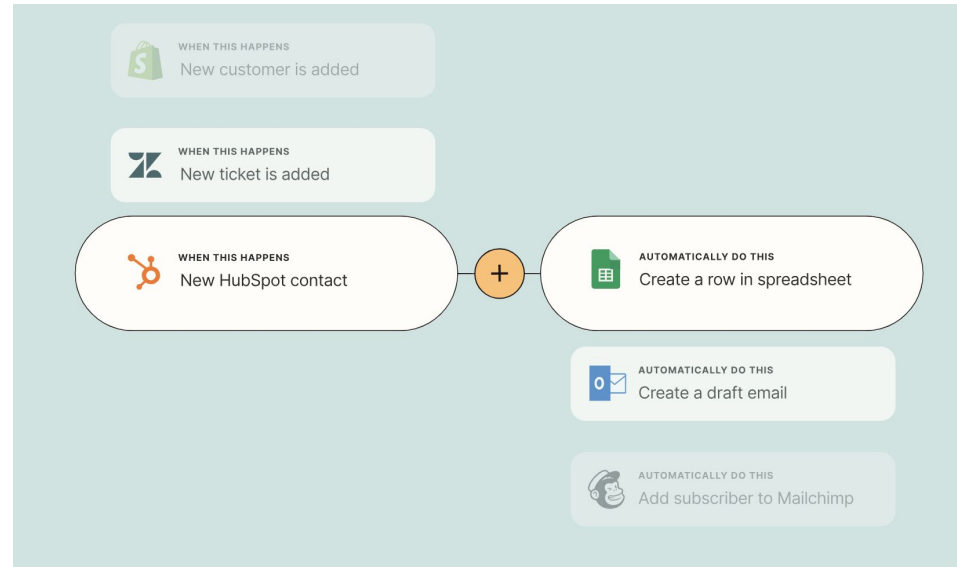 WHEN THIS HAPPENS
New customer is added
WHEN THIS HAPPENS
New ticket is added
WHEN THIS HAPPENS
New HubSpot contact
AUTOMATICALLY DO THIS
Create a row in spreadsheet
AUTOMATICALLY DO THIS
Create a draft email
AUTOMATICALLY DO THIS
Add subscriber to Mailchimp